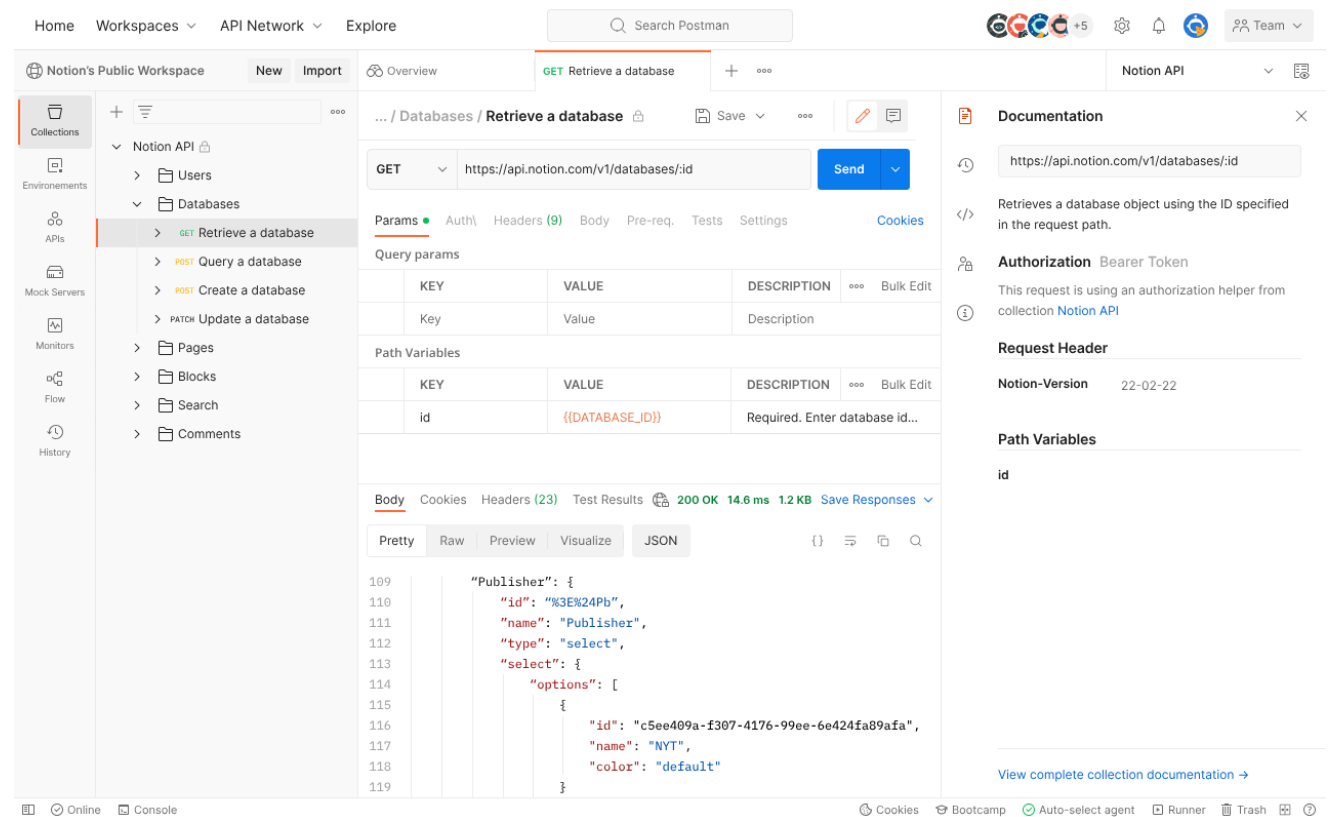 Home Workspaces API Network Explore Search Postman +5 Team
Notion's Public Workspace New Import Overview GET Retrieve a database Notion API
Collections
Environements
APIs
Mock Servers
Monitors
Flow
History
Notion API
Users
Databases
GET Retrieve a database
POST Query a database
POST Create a database
PATCH Update a database
Pages
Blocks
Search
Comments
... / Databases / Retrieve a database Save
GET https://api.notion.com/v1/databases/:id Send
Params Auth\ Headers (9) Body Pre-req. Tests Settings Cookies
Query params
KEY VALUE DESCRIPTION Bulk Edit
Key Value Description
Path Variables
KEY VALUE DESCRIPTION Bulk Edit
id {{DATABASE_ID}} Required. Enter database id...
Body Cookies Headers (23) Test Results 200 OK 14.6 ms 1.2 KB Save Responses
Pretty Raw Preview Visualize JSON {}
109 “Publisher”: {
110 “id”: “%3E%24Pb”,
111 “name”: "Publisher",
112 “type”: "select",
113 “select”: {
114 “options”: [
115 {
116 "id": "c5ee409a-f307-4176-99ee-6e424fa89afa",
117 "name": "NYT",
118 "color": "default"
119 }
Documentation
https://api.notion.com/v1/databases/:id
Retrieves a database object using the ID specified
in the request path.
Authorization Bearer Token
This request is using an authorization helper from
collection Notion API
Request Header
Notion-Version 22-02-22
Path Variables
id
View complete collection documentation →
Online Console Cookies Bootcamp Auto-select agent Runner Trash